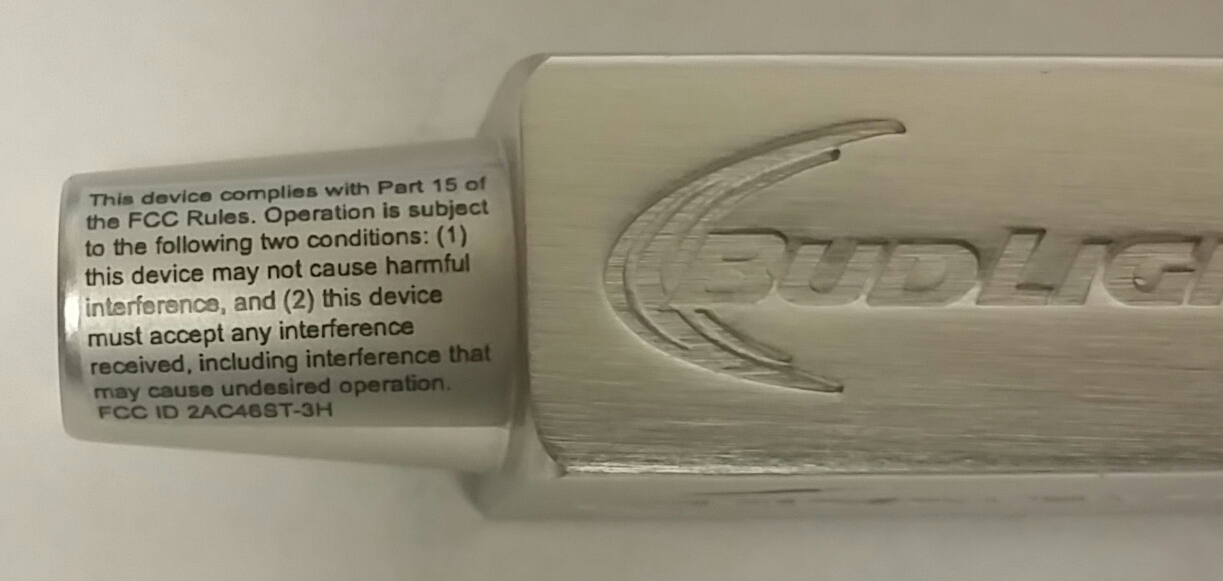 This device complies with Part 15 of
the FCC Rules. Operation is subject
to the following two conditions: (1)
this device may not cause harmful
interference, and (2) this device
must accept any interference
received, including interference that
may cause undesired operation.
FCC ID 2AC46ST-3H
BUD LIGH